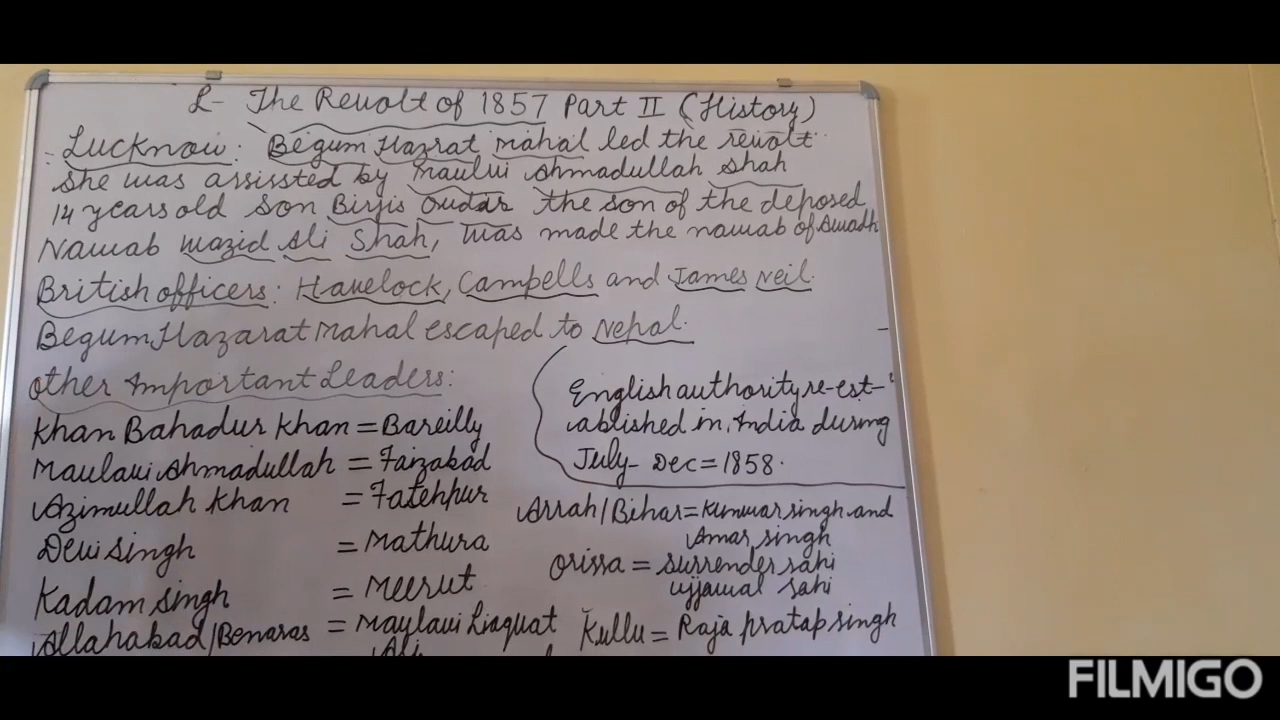 L- The Revolt of 1857 Part II (History)
Lucknow: Begum Hazrat Mahal led the revolt
She was assissted by Maulvi Ahmadullah Shah
14 years old son Birjis Qudar the son of the deposed
Nawab Wazid Ali Shah, was made the nawab of Awadh
British officers: Havelock, Campells and James Neil.
Begum Hazarat Mahal escaped to Nepal.
Other Important Leaders:
English authority re-est-
ablished in India during
July- Dec = 1858.
Khan Bahadur Khan = Bareilly
Maulavi Ahmadullah = Faizabad
Azimullah Khan = Fatehpur
Devi Singh = Mathura
Kadam Singh = Meerut
Allahabad/Benaras = Maulavi Liaquat
Ali
Arrah/Bihar = Kunwar singh and
Amar singh
Orissa = Surrender sahi
ujjawal sahi
Kullu = Raja pratap singh
FILMIGO